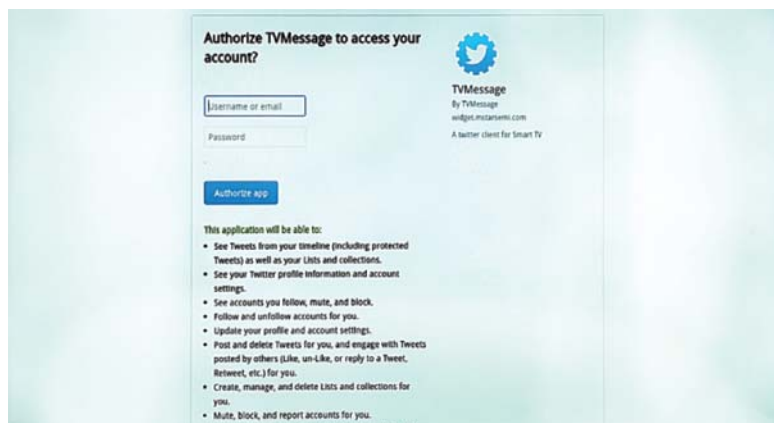 Authorize TVMessage to access your
account?
Username or email
Password
Authorize app
This application will be able to:
• See Tweets from your timeline (including protected
Tweets) as well as your Lists and collections.
• See your Twitter profile information and account
settings.
• See accounts you follow, mute, and block.
• Follow and unfollow accounts for you.
• Update your profile and account settings.
• Post and delete Tweets for you, and engage with Tweets
posted by others (Like, un-Like, or reply to a Tweet,
Retweet, etc.) for you.
• Create, manage, and delete Lists and collections for
you.
• Mute, block, and report accounts for you.
TVMessage
By TVMessage
widget.mstarsemi.com
A twitter client for Smart TV